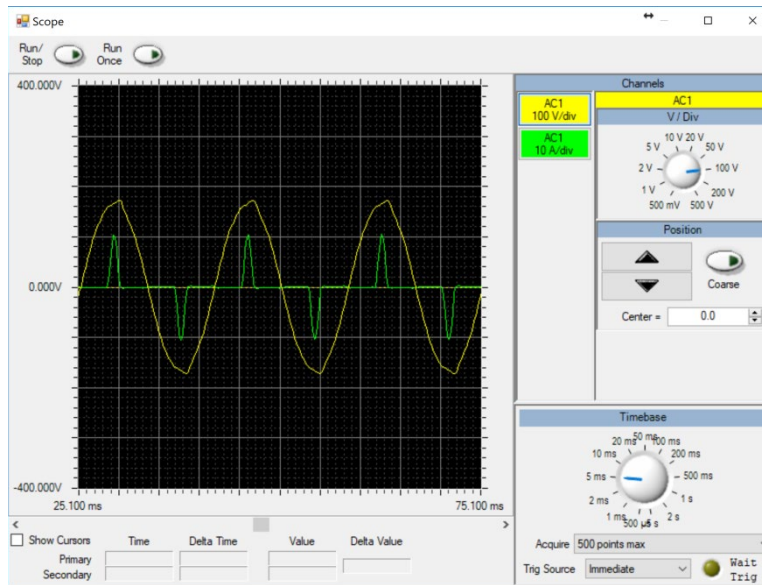 Scope
Run/
Stop
Run
Once
400.000V
0.000V
-400.000V
25.100 ms
75.100 ms
Show Cursors
Time
Delta Time
Value
Delta Value
Primary
Secondary
Channels
AC1
100 V/div
AC1
10 A/div
AC1
V / Div
10 V 20 V
5 V
50 V
2 V
100 V
1 V
200 V
500 mV
500 V
Position
Coarse
Center =
0.0
Timebase
50 ms
20 ms
100 ms
10 ms
200 ms
5 ms
500 ms
2 ms
1 s
1 ms
500 µs
5 s
2 s
Acquire
500 points max
Trig Source
Immediate
Wait
Trig